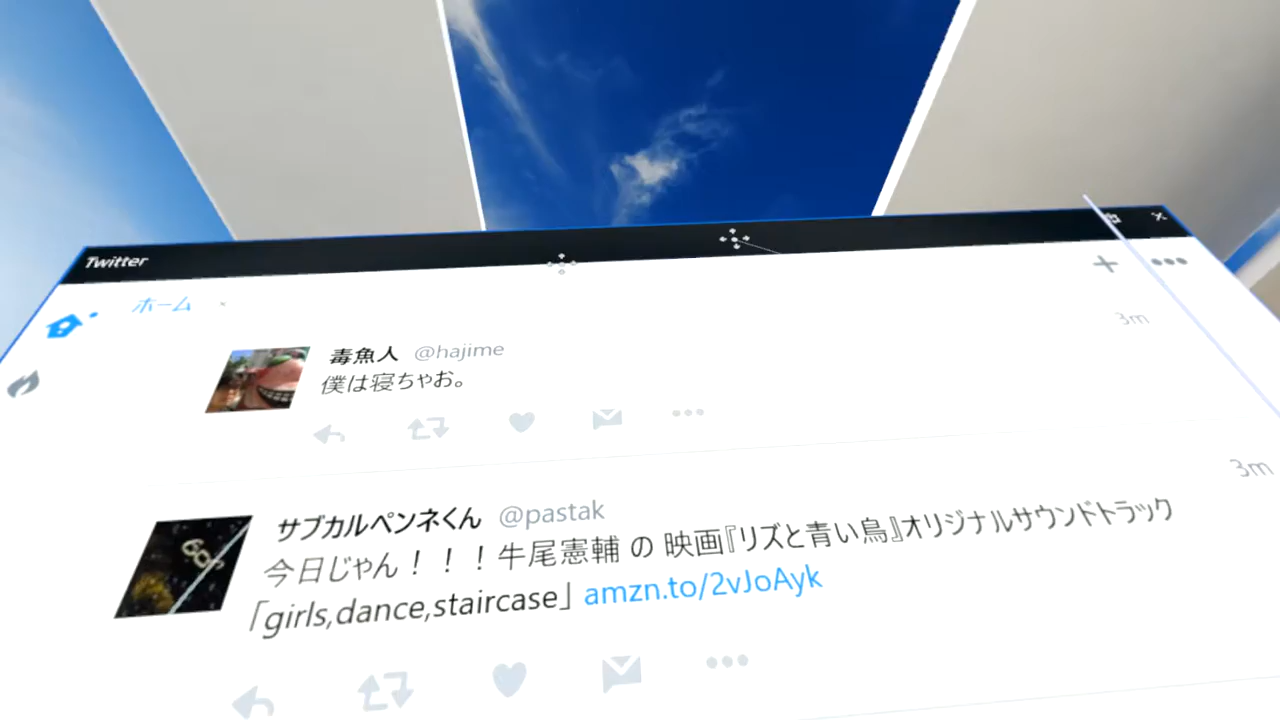 Twitter
ホーム
毒魚人 @hajime 3m
僕は寝ちゃお。
サブカルペンネくん @pastak 3m
今日じゃん！！！牛尾憲輔 の 映画『リズと青い鳥』オリジナルサウンドトラック
「girls,dance,staircase」 amzn.to/2vJoAyk